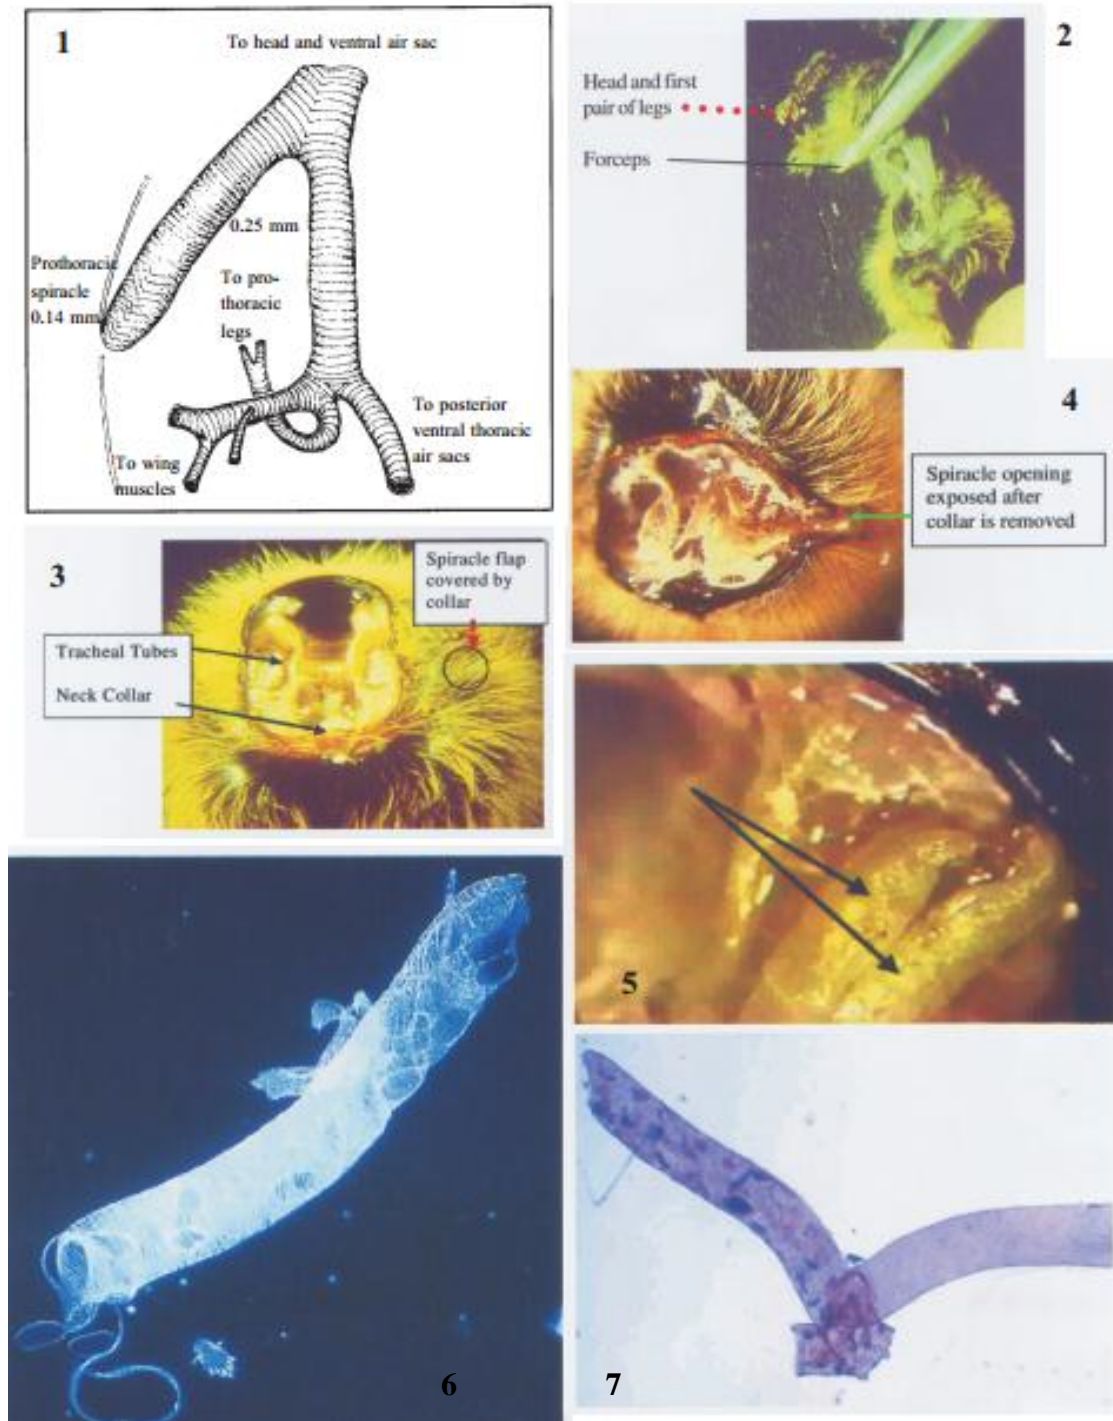 1
To head and ventral air sac
0.25 mm
Prothoracic
spiracle
0.14 mm
To pro-
thoracic
legs
To wing
muscles
To posterior
ventral thoracic
air sacs
2
Head and first
pair of legs
Forceps
3
Spiracle flap
covered by
collar
Tracheal Tubes
Neck Collar
4
Spiracle opening
exposed after
collar is removed
5
6
7